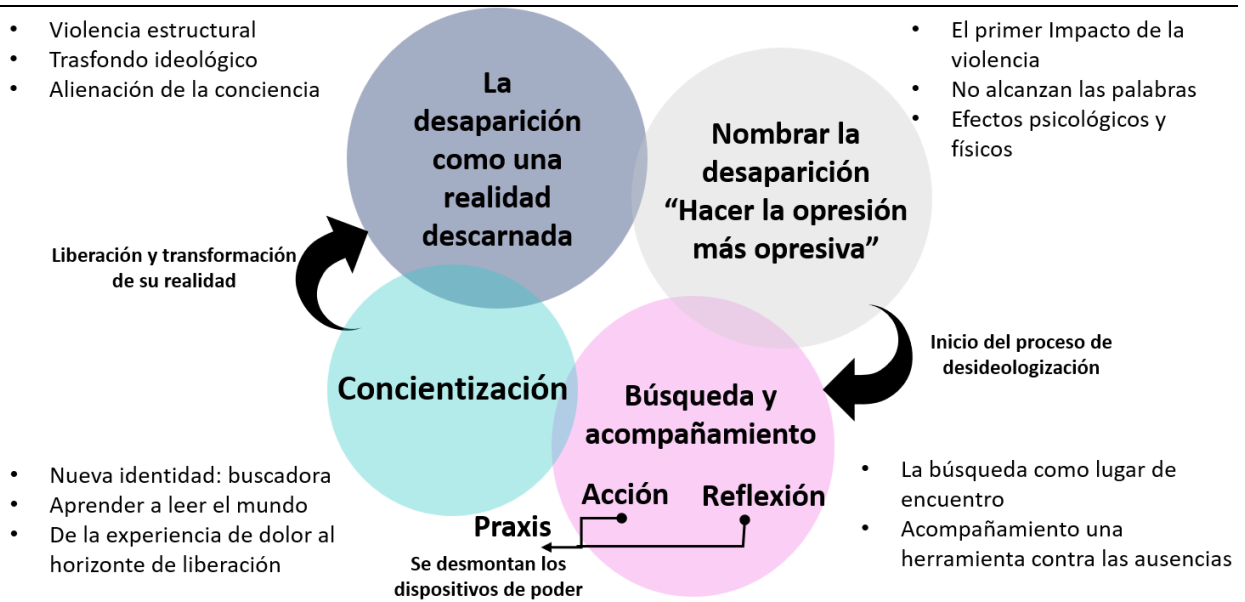 • Violencia estructural
• Trasfondo ideológico
• Alienación de la conciencia
La
desaparición
como una
realidad
descarnada
• El primer Impacto de la
violencia
• No alcanzan las palabras
• Efectos psicológicos y
físicos
Nombrar la
desaparición
“Hacer la opresión
más opresiva”
Liberación y transformación
de su realidad
Inicio del proceso de
desideologización
Concientización
Búsqueda y
acompañamiento
Acción
Reflexión
Praxis
Se desmontan los
dispositivos de poder
• Nueva identidad: buscadora
• Aprender a leer el mundo
• De la experiencia de dolor al
horizonte de liberación
• La búsqueda como lugar de
encuentro
• Acompañamiento una
herramienta contra las ausencias